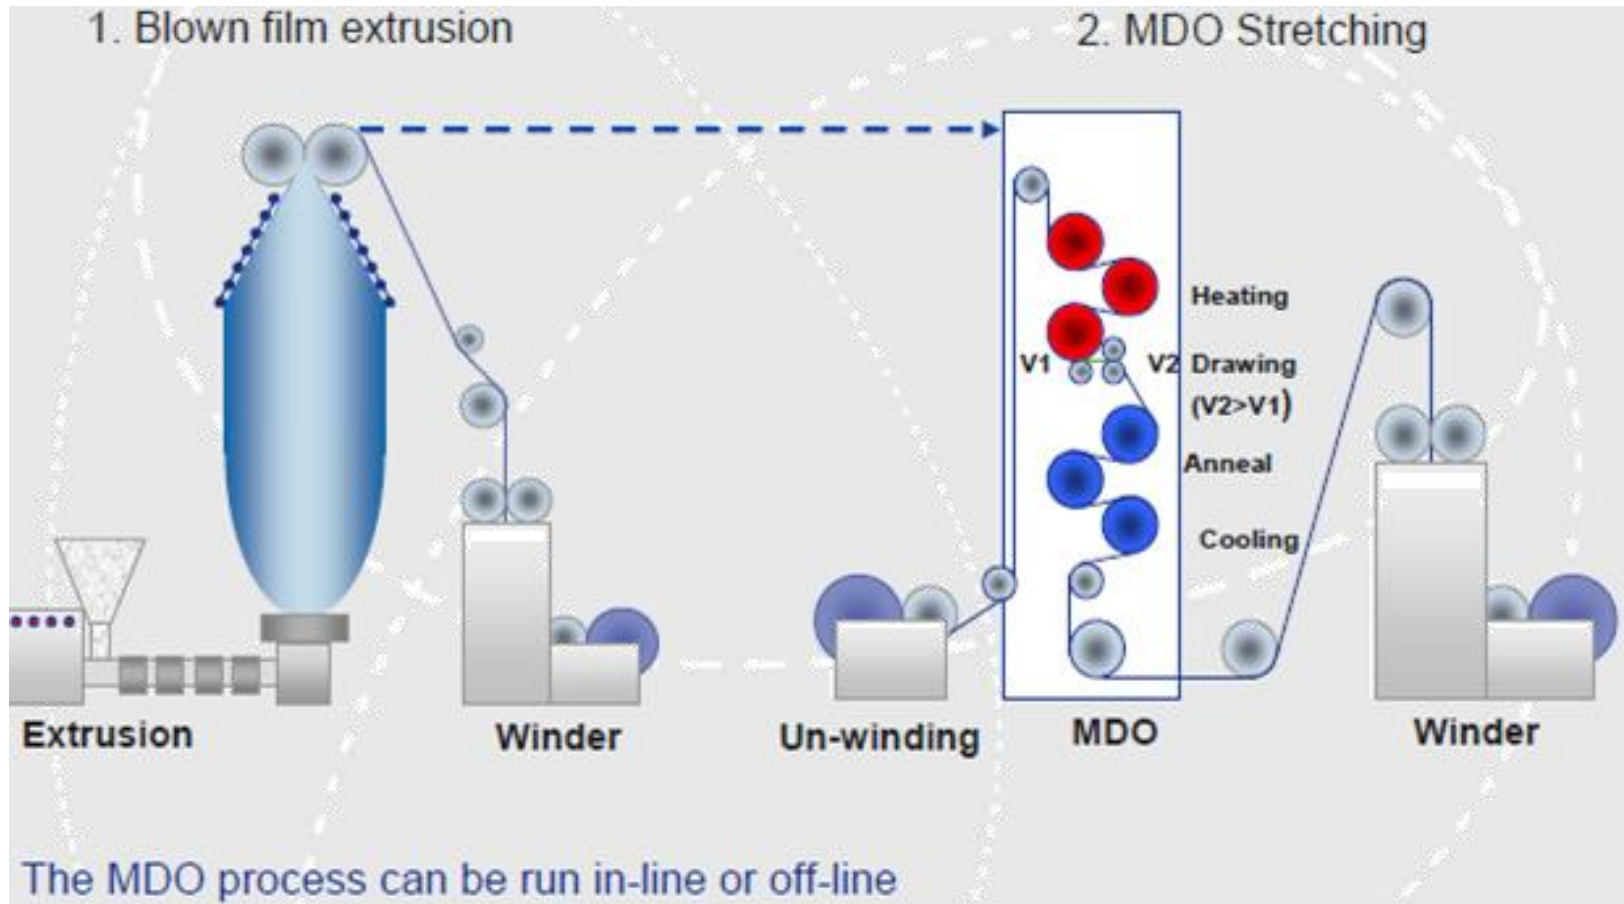 1. Blown film extrusion
2. MDO Stretching
Heating
V1
V2 Drawing
(V2>V1)
Anneal
Cooling
Extrusion
Winder
Un-winding
MDO
Winder
The MDO process can be run in-line or off-line